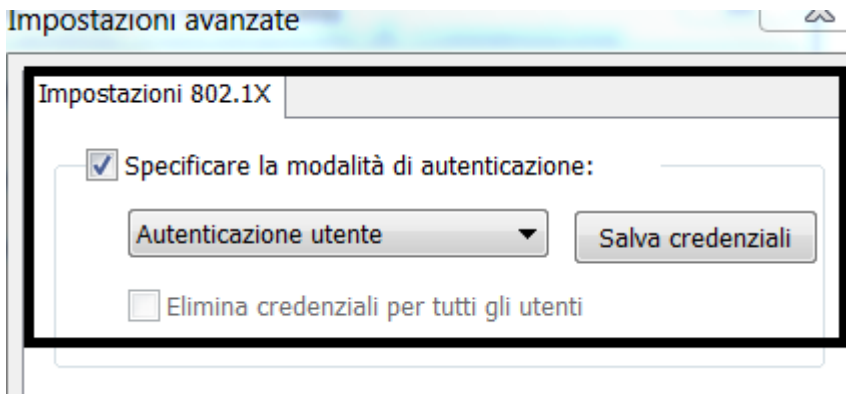 Impostazioni avanzate
Impostazioni 802.1X
Specificare la modalità di autenticazione:
Autenticazione utente
Salva credenziali
Elimina credenziali per tutti gli utenti